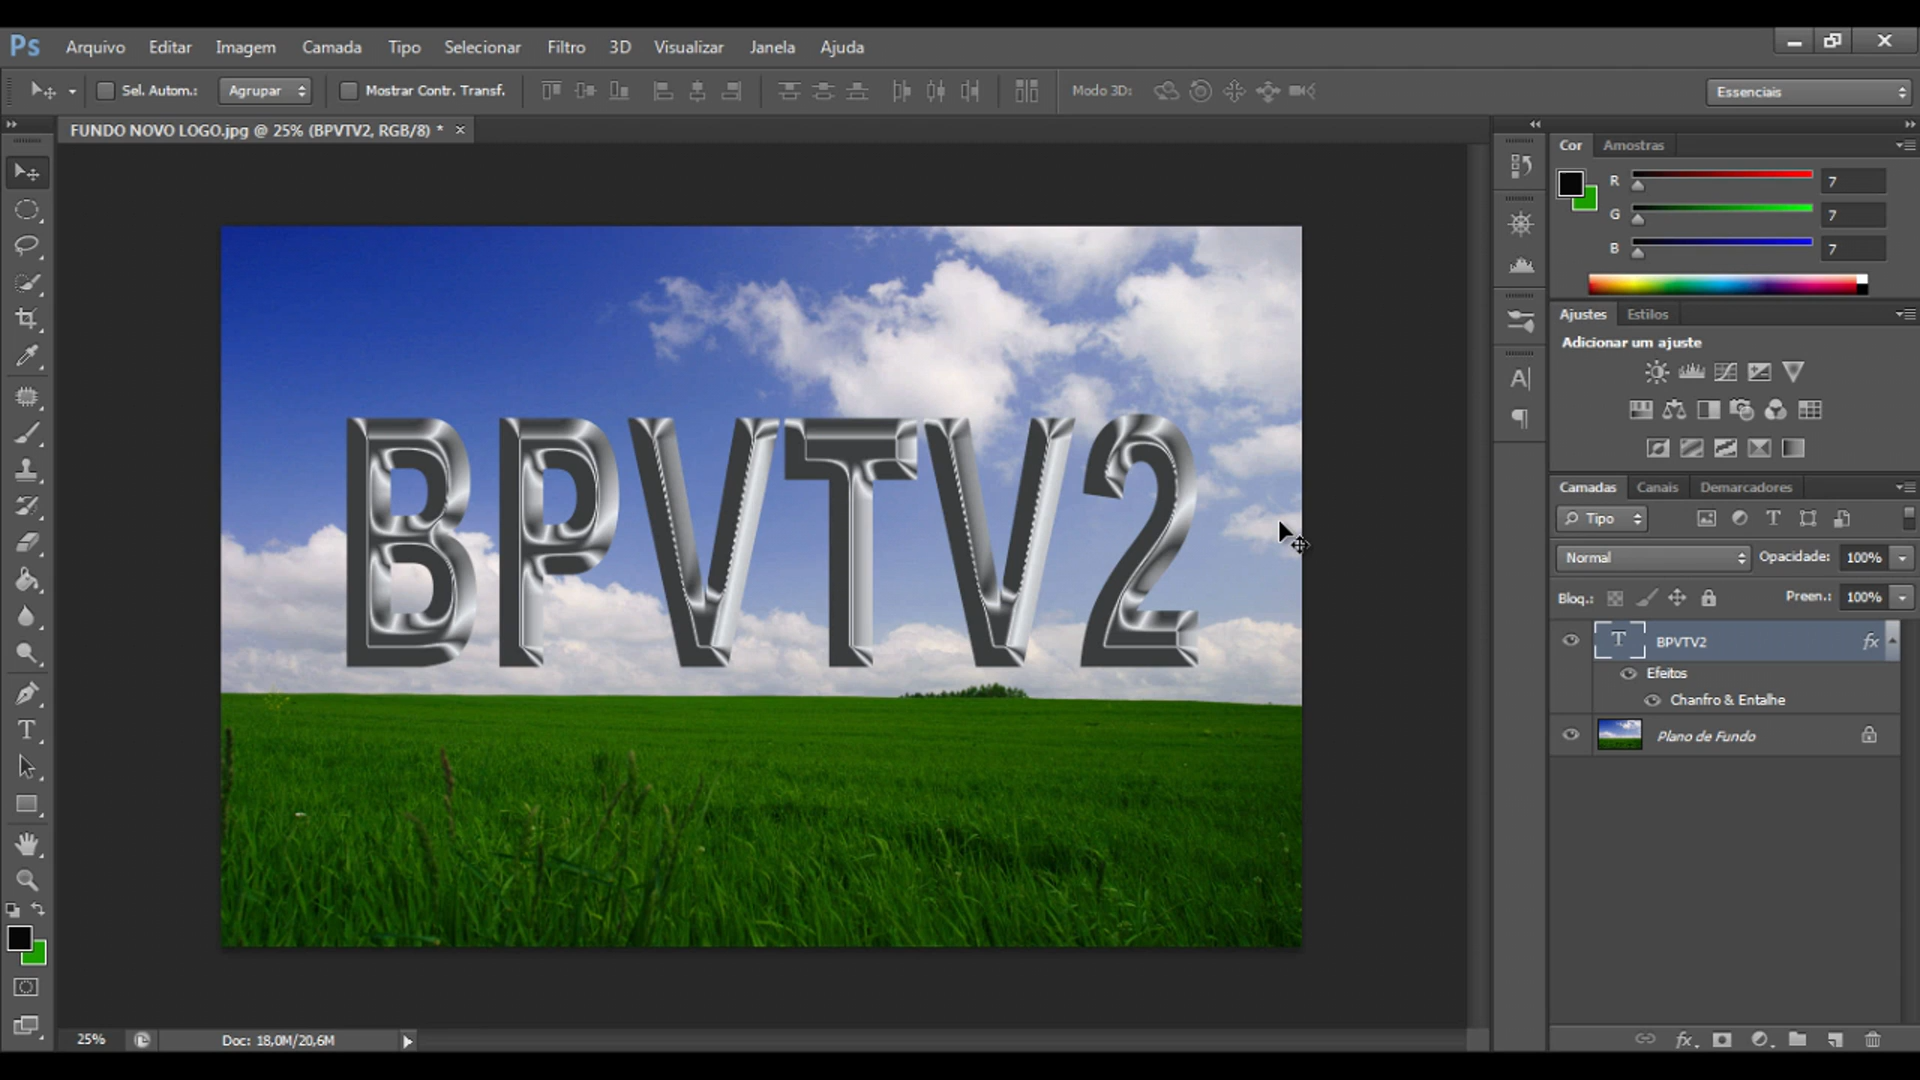 Ps Arquivo Editar Imagem Camada Tipo Selecionar Filtro 3D Visualizar Janela Ajuda
Sel. Autom.: Agrupar Mostrar Contr. Transf. Modo 3D: Essenciais
FUNDO NOVO LOGO.jpg @ 25% (BPVTV2, RGB/8) *
Cor Amostras
R 7
G 7
B 7
Ajustes Estilos
Adicionar um ajuste
BPVTV2
Camadas Canais Demarcadores
Tipo
Normal Opacidade: 100%
Bloq.: Preen.: 100%
T BPVTV2 fx
Efeitos
Chanfro & Entalhe
Plano de Fundo
25% Doc: 18,0M/20,6M
fx